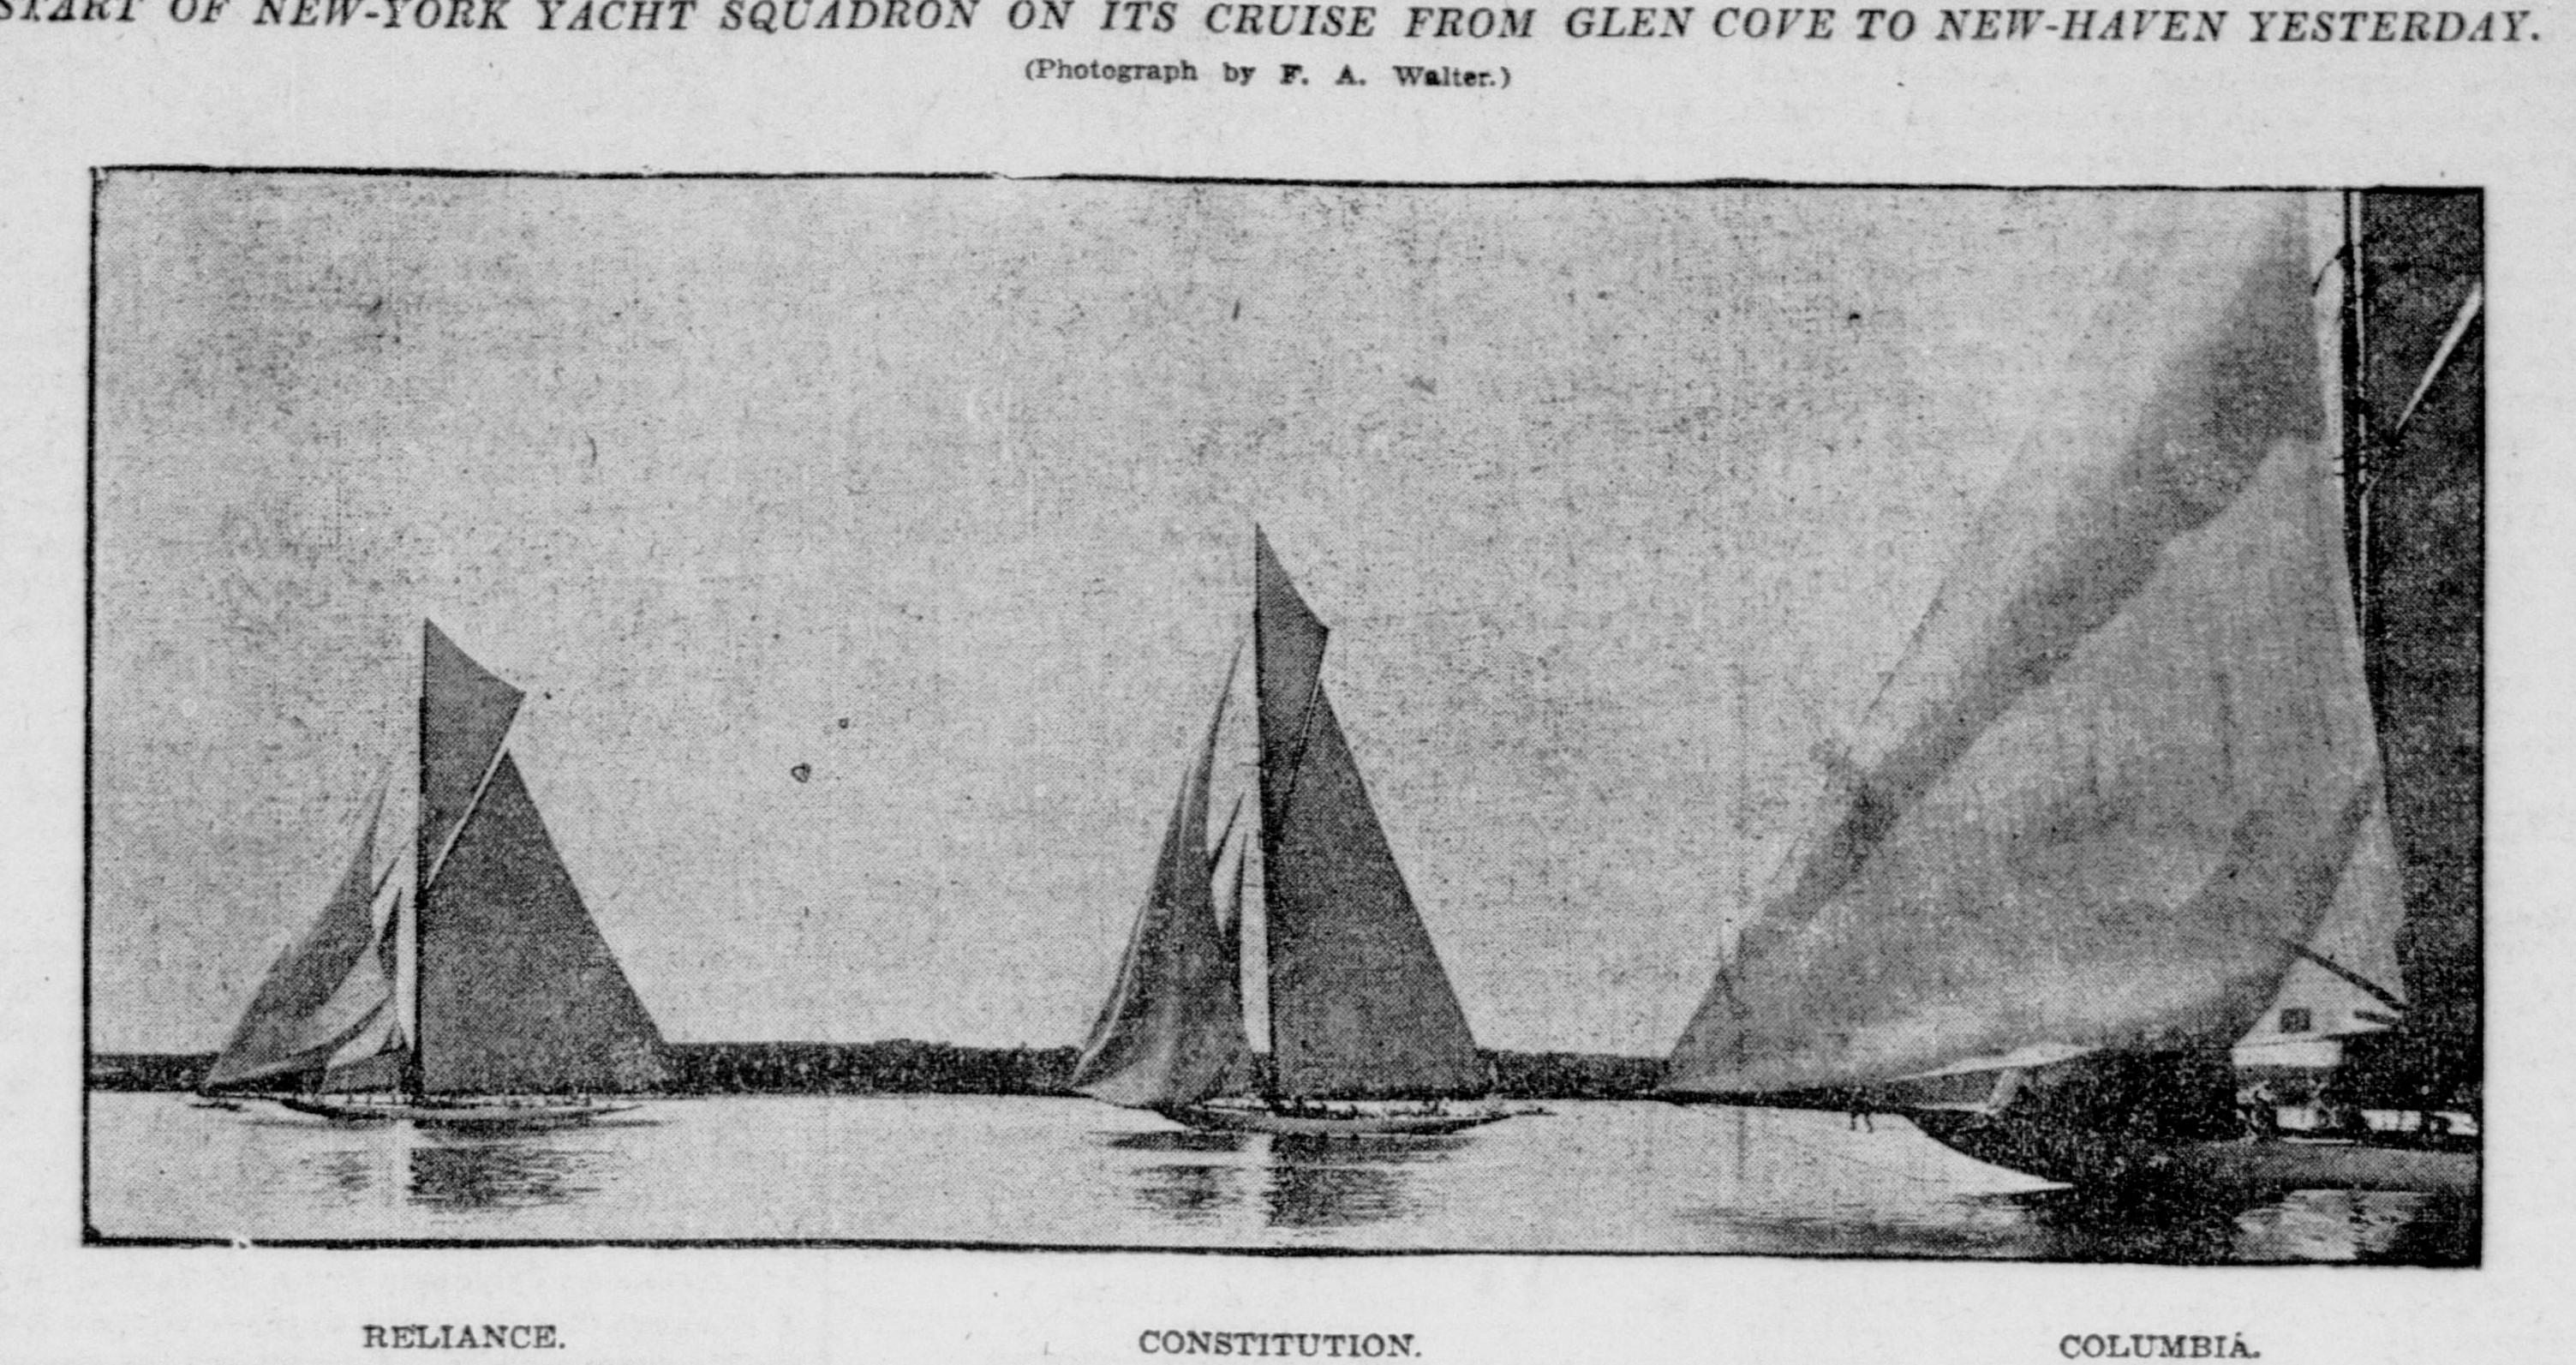 START OF NEW-YORK YACHT SQUADRON ON ITS CRUISE FROM GLEN COVE TO NEW-HAVEN YESTERDAY.
(Photograph by F. A. Walter.)
RELIANCE. CONSTITUTION. COLUMBIA.